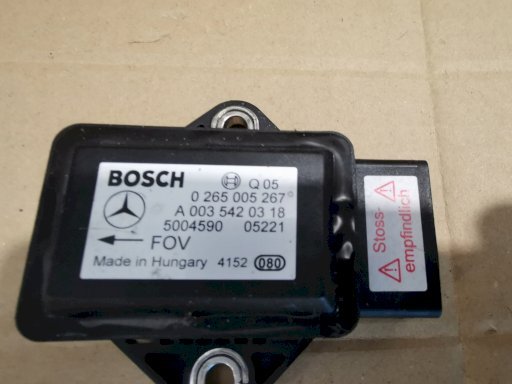 BOSCH Q 05
0 265 005 267
A 003 542 03 18
5004590 05221
FOV
Made in Hungary 4152 080
Stoss-
empfindlich